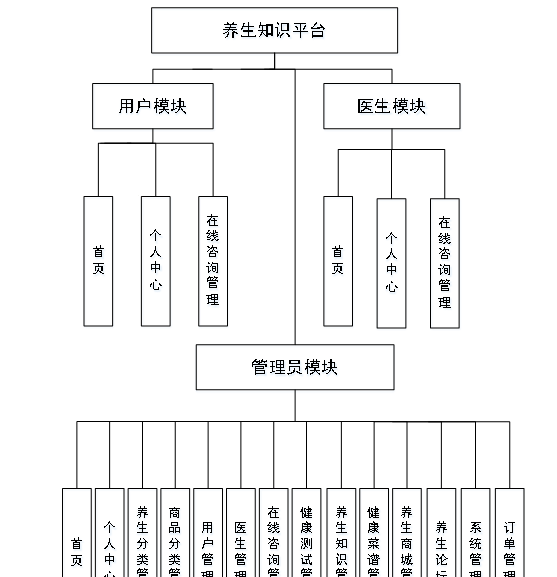 养生知识平台
用户模块
医生模块
首页
个人中心
在线咨询管理
首页
个人中心
在线咨询管理
管理员模块
首页
个人中心
养生分类管
商品分类管
用户管理
医生管理
在线咨询管
健康测试管
养生知识管
健康菜谱管
养生商城管
养生论坛
系统管理
订单管理